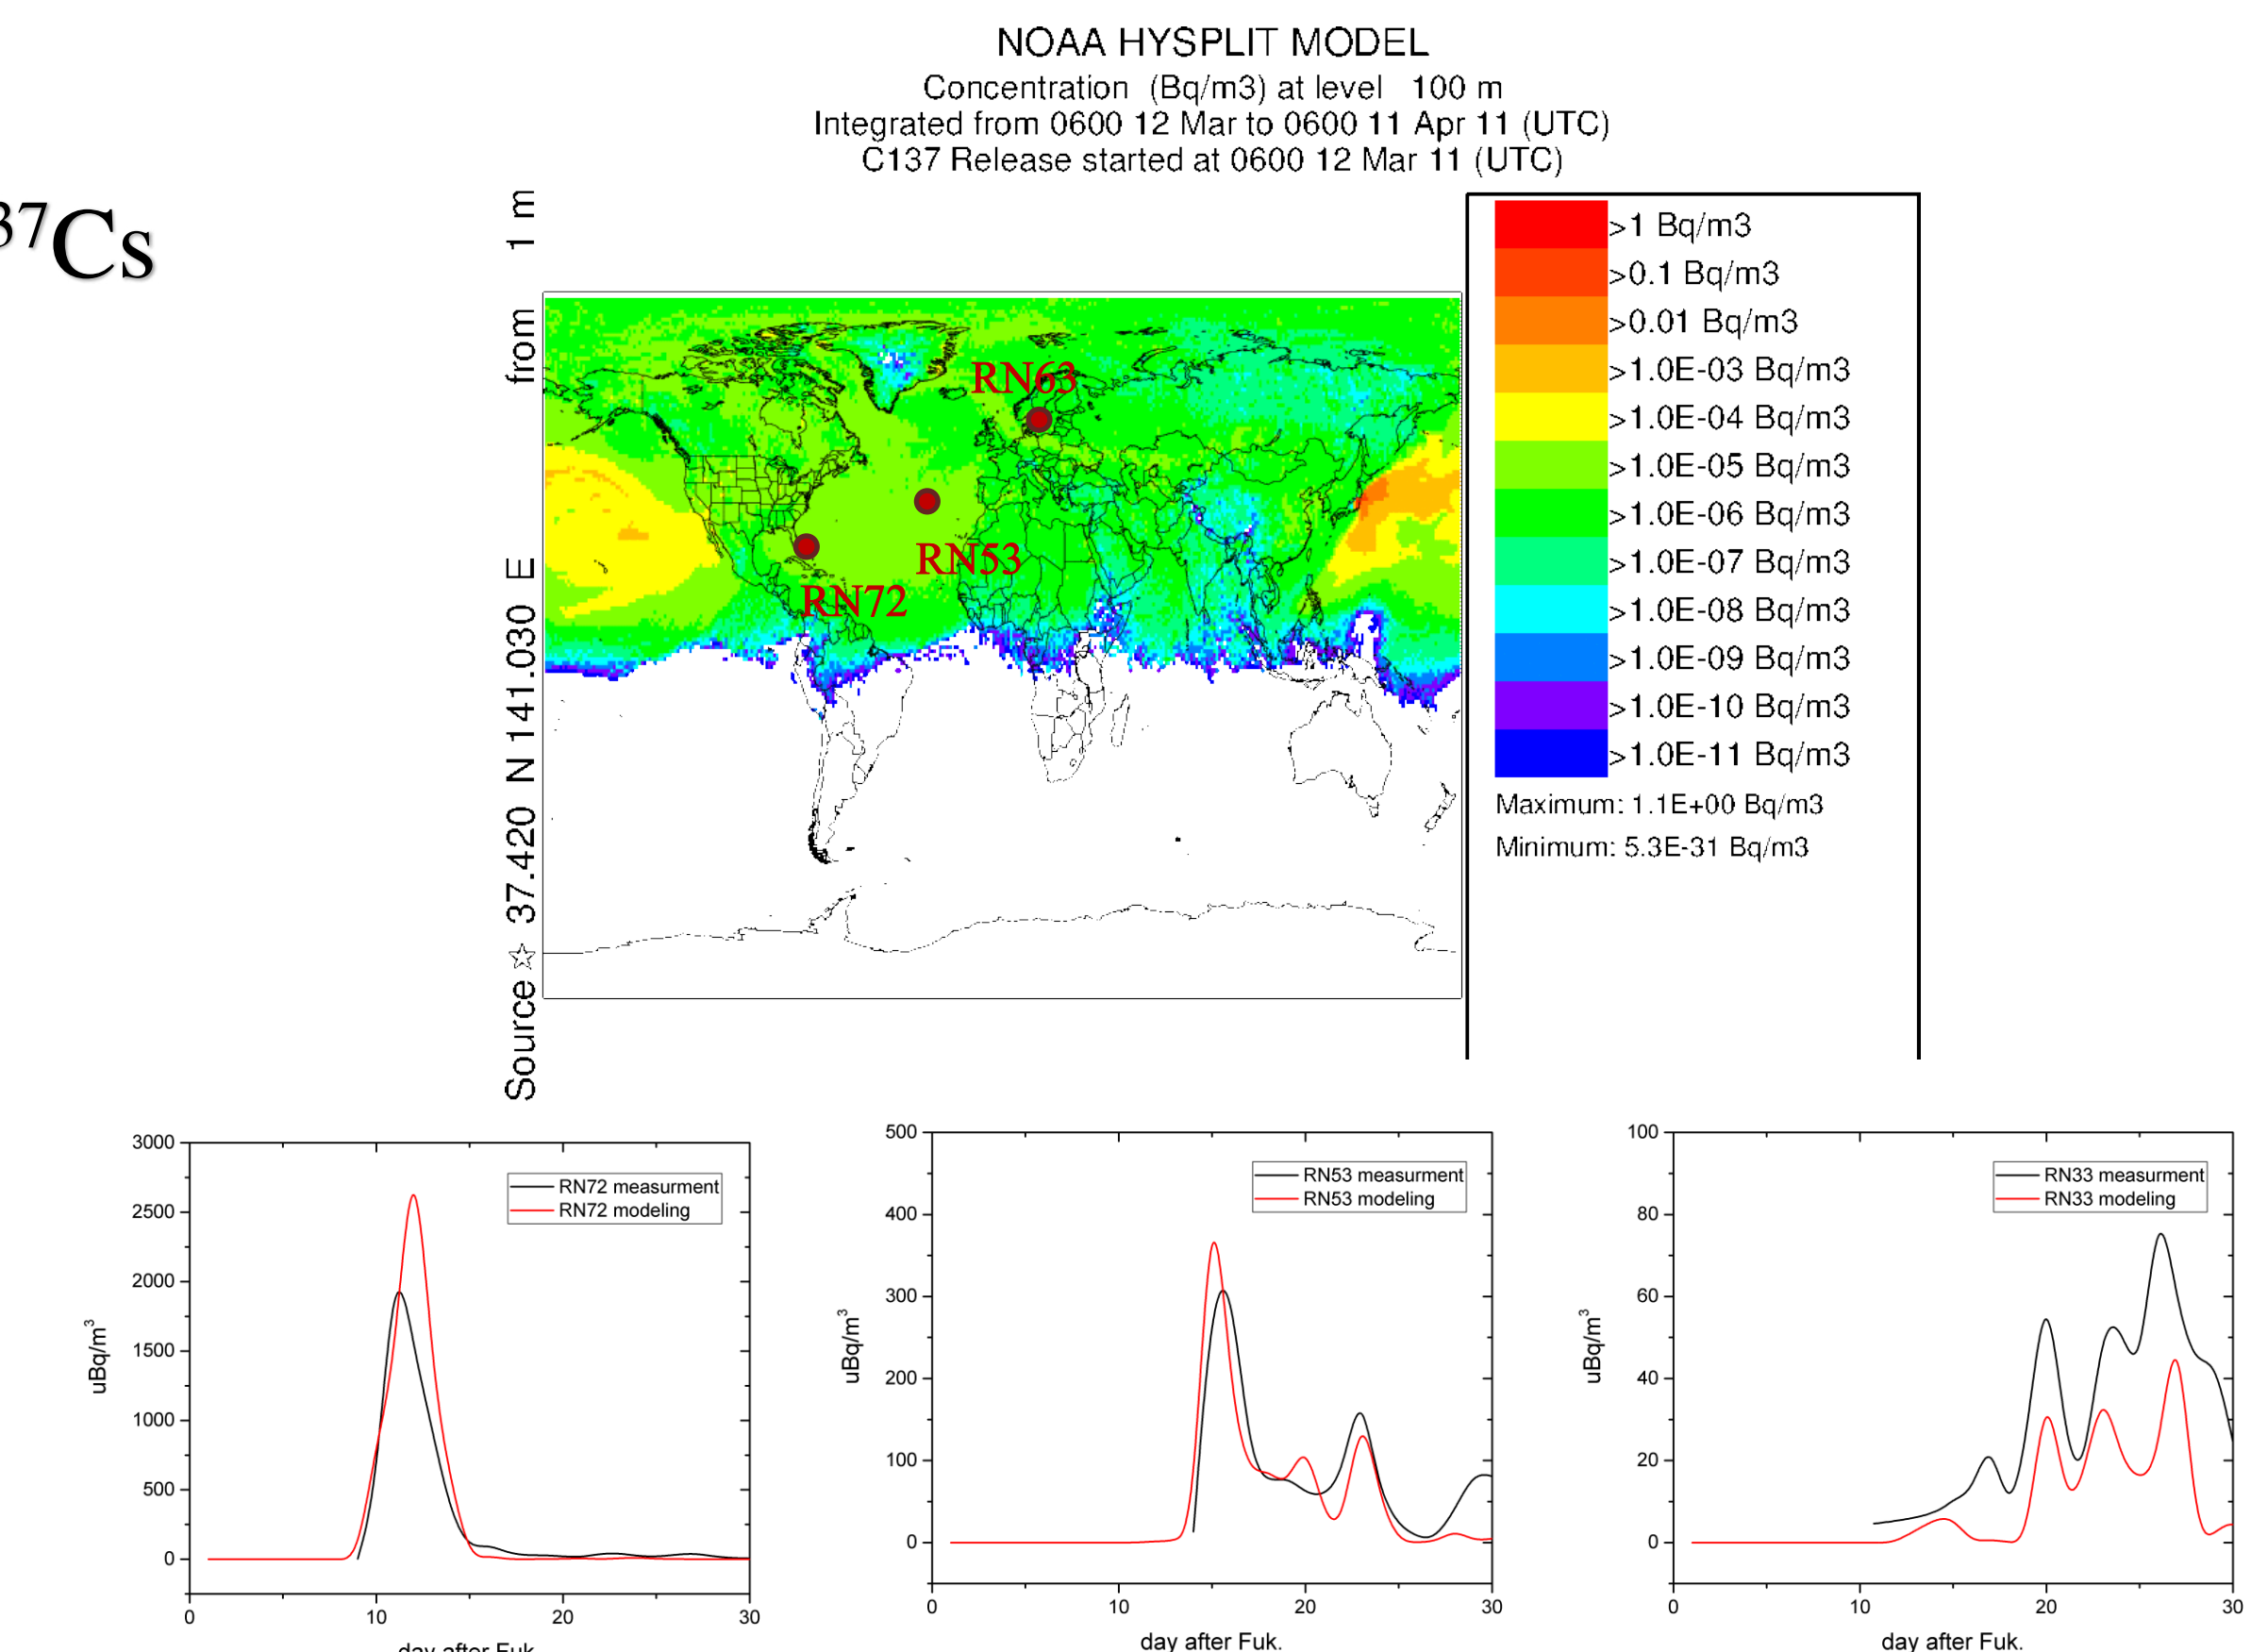 NOAA HYSPLIT MODEL
Concentration (Bq/m3) at level 100 m
Integrated from 0600 12 Mar to 0600 11 Apr 11 (UTC)
C137 Release started at 0600 12 Mar 11 (UTC)
37Cs
Source ☆ 37.420 N 141.030 E from 1 m
RN63
RN53
RN72
>1 Bq/m3
>0.1 Bq/m3
>0.01 Bq/m3
>1.0E-03 Bq/m3
>1.0E-04 Bq/m3
>1.0E-05 Bq/m3
>1.0E-06 Bq/m3
>1.0E-07 Bq/m3
>1.0E-08 Bq/m3
>1.0E-09 Bq/m3
>1.0E-10 Bq/m3
>1.0E-11 Bq/m3
Maximum: 1.1E+00 Bq/m3
Minimum: 5.3E-31 Bq/m3
RN72 measurment
RN72 modeling
uBq/m³
3000
2500
2000
1500
1000
500
0
0 10 20 30
day after Fuk.
RN53 measurment
RN53 modeling
uBq/m³
500
400
300
200
100
0
0 10 20 30
day after Fuk.
RN33 measurment
RN33 modeling
uBq/m³
100
80
60
40
20
0
0 10 20 30
day after Fuk.